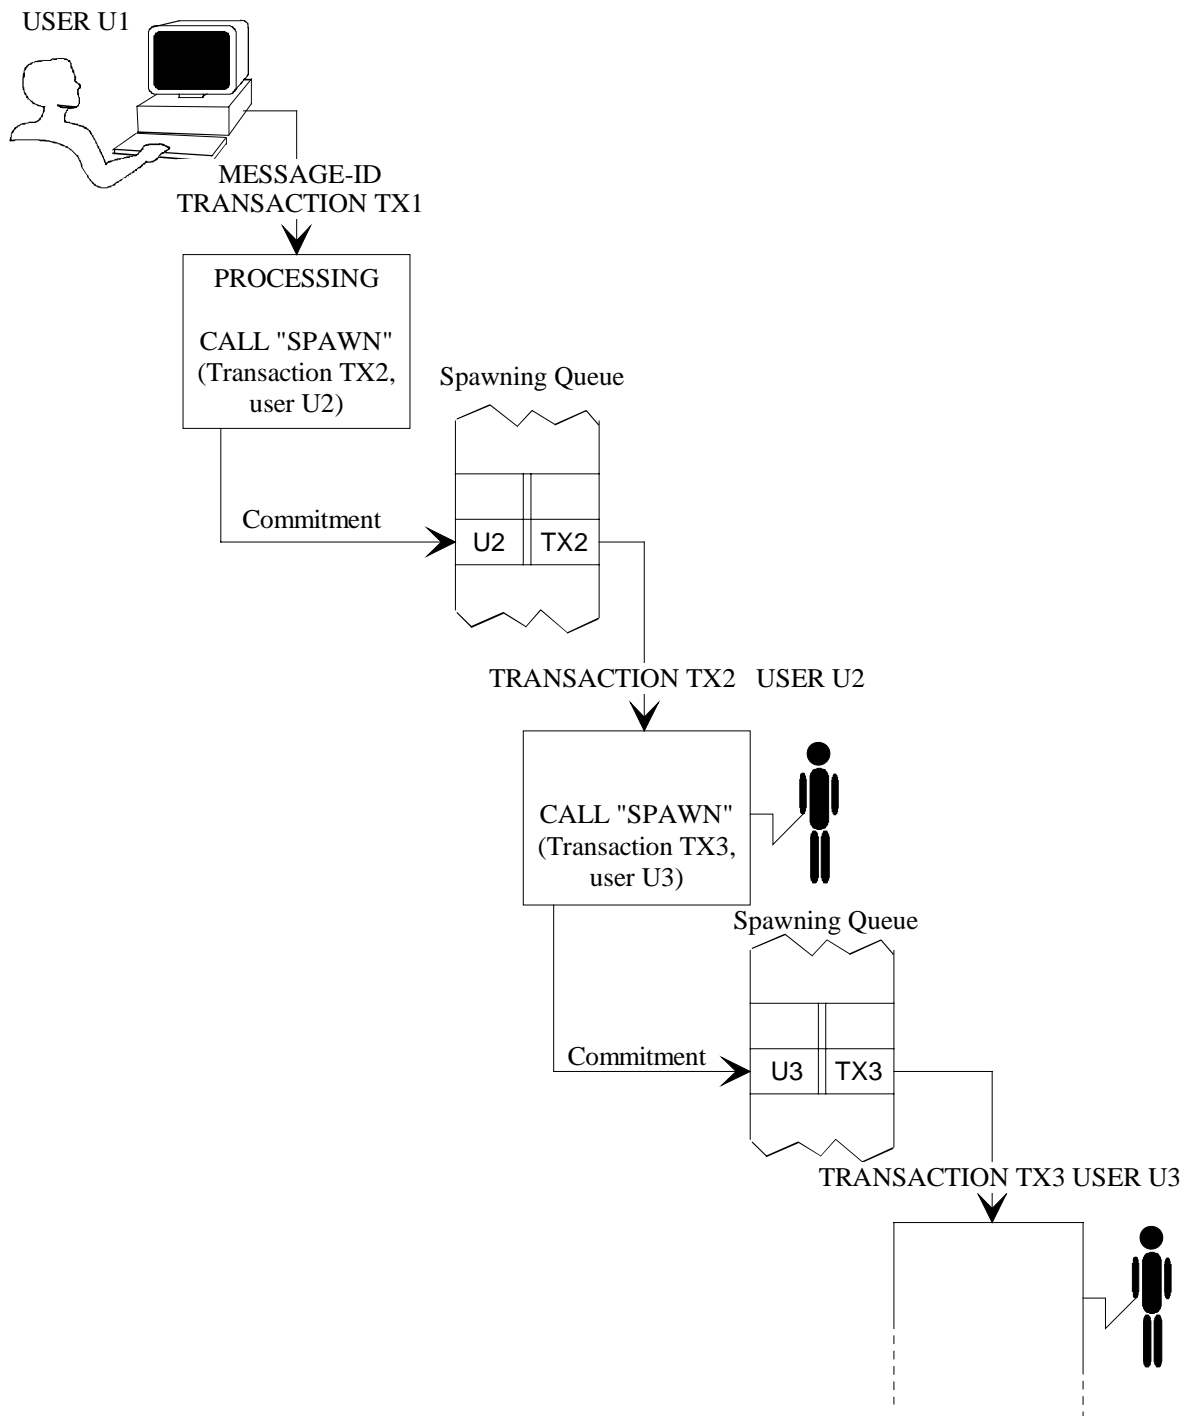 USER U1
MESSAGE-ID
TRANSACTION TX1
PROCESSING
CALL "SPAWN"
(Transaction TX2,
user U2)
Spawning Queue
Commitment
U2 TX2
TRANSACTION TX2 USER U2
CALL "SPAWN"
(Transaction TX3,
user U3)
Spawning Queue
Commitment
U3 TX3
TRANSACTION TX3 USER U3